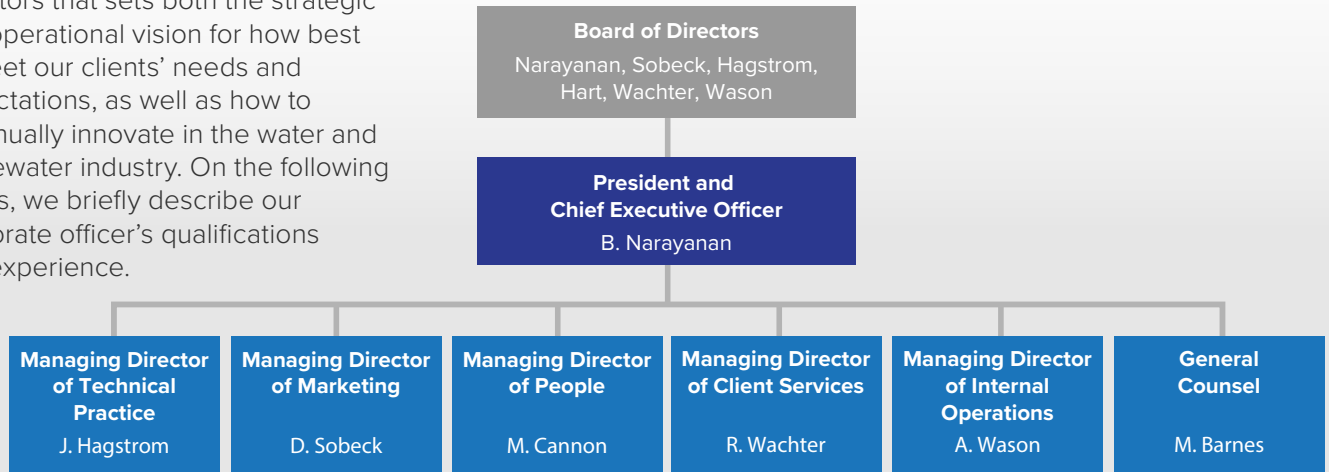 tors that sets both the strategic
operational vision for how best
eet our clients’ needs and
ctations, as well as how to
nually innovate in the water and
ewater industry. On the following
s, we briefly describe our
orate officer’s qualifications
experience.
Board of Directors
Narayanan, Sobeck, Hagstrom,
Hart, Wachter, Wason
President and
Chief Executive Officer
B. Narayanan
Managing Director
of Technical
Practice
J. Hagstrom
Managing Director
of Marketing
D. Sobeck
Managing Director
of People
M. Cannon
Managing Director
of Client Services
R. Wachter
Managing Director
of Internal
Operations
A. Wason
General
Counsel
M. Barnes